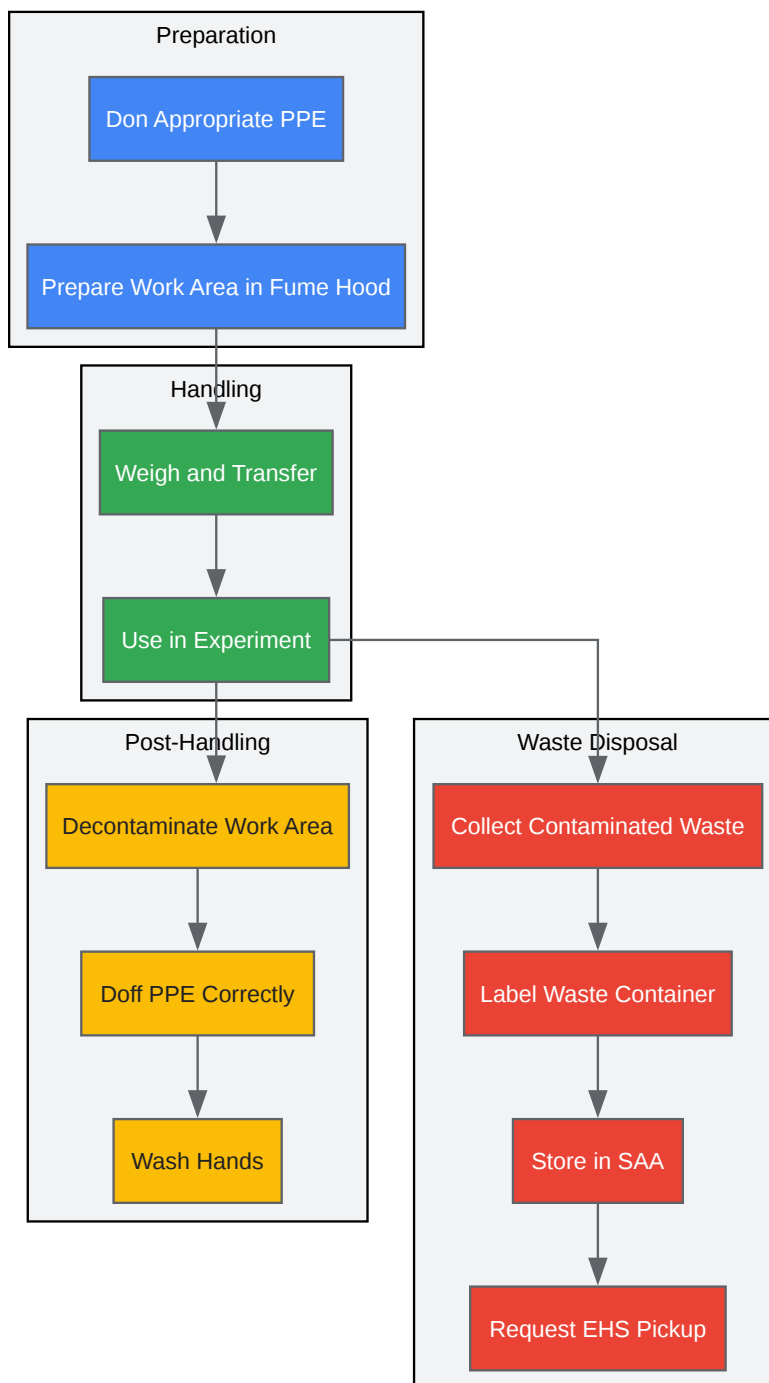 Preparation
Don Appropriate PPE
Prepare Work Area in Fume Hood
Handling
Weigh and Transfer
Use in Experiment
Post-Handling
Decontaminate Work Area
Doff PPE Correctly
Wash Hands
Waste Disposal
Collect Contaminated Waste
Label Waste Container
Store in SAA
Request EHS Pickup